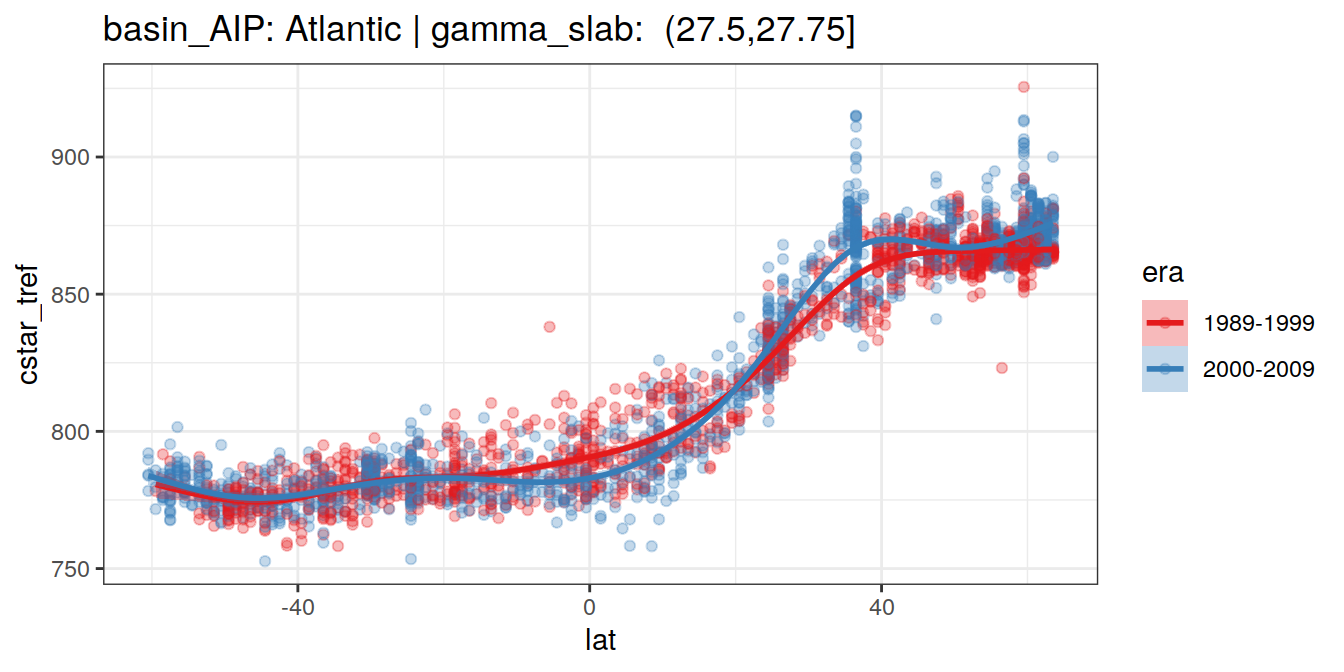 basin_AIP: Atlantic | gamma_slab:  (27.5,27.75]
900
850
800
750
cstar_tref
-40
0
40
lat
era
1989-1999
2000-2009